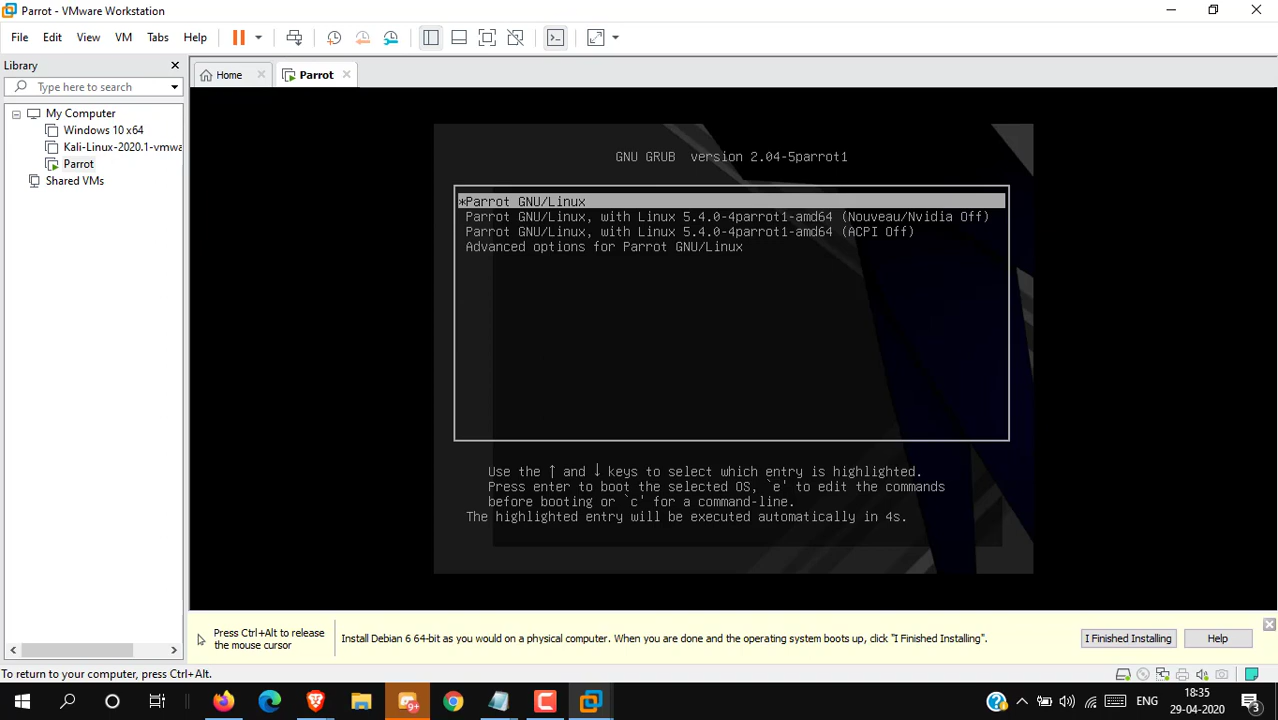 Parrot - VMware Workstation
File Edit View VM Tabs Help
Library
Type here to search
My Computer
Windows 10 x64
Kali-Linux-2020.1-vmwa
Parrot
Shared VMs
Home
Parrot
GNU GRUB version 2.04-5parrot1
*Parrot GNU/Linux
Parrot GNU/Linux, with Linux 5.4.0-4parrot1-amd64 (Nouveau/Nvidia Off)
Parrot GNU/Linux, with Linux 5.4.0-4parrot1-amd64 (ACPI Off)
Advanced options for Parrot GNU/Linux
Use the ↑ and ↓ keys to select which entry is highlighted.
Press enter to boot the selected OS, `e' to edit the commands
before booting or `c' for a command-line.
The highlighted entry will be executed automatically in 4s.
Press Ctrl+Alt to release
the mouse cursor
Install Debian 6 64-bit as you would on a physical computer. When you are done and the operating system boots up, click "I Finished Installing".
I Finished Installing
Help
To return to your computer, press Ctrl+Alt.
9+
ENG
18:35
29-04-2020
3